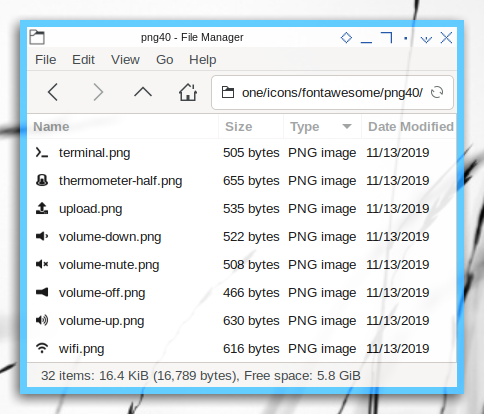 png40 - File Manager
File Edit View Go Help
one/icons/fontawesome/png40/
Name Size Type Date Modified
terminal.png 505 bytes PNG image 11/13/2019
thermometer-half.png 655 bytes PNG image 11/13/2019
upload.png 535 bytes PNG image 11/13/2019
volume-down.png 522 bytes PNG image 11/13/2019
volume-mute.png 508 bytes PNG image 11/13/2019
volume-off.png 466 bytes PNG image 11/13/2019
volume-up.png 630 bytes PNG image 11/13/2019
wifi.png 616 bytes PNG image 11/13/2019
32 items: 16.4 KiB (16,789 bytes), Free space: 5.8 GiB